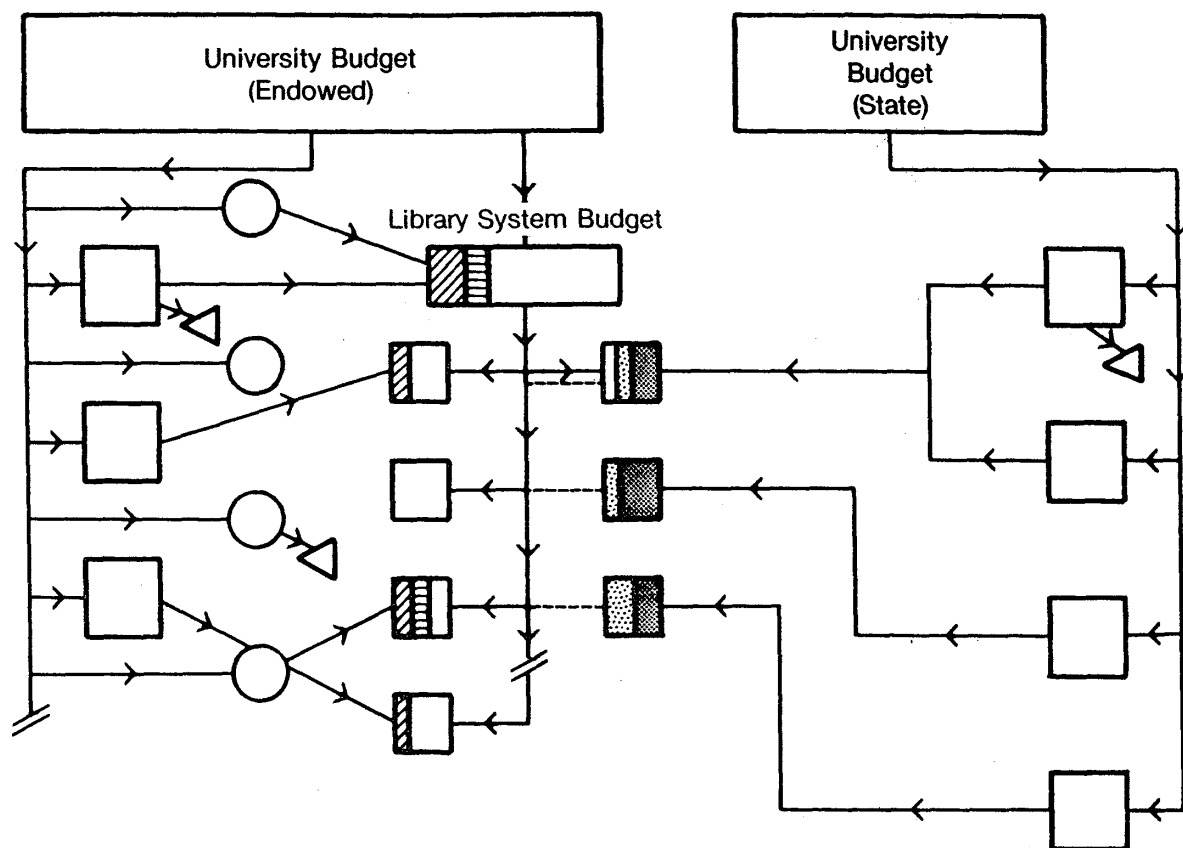 University Budget
(Endowed)
University
Budget
(State)
Library System Budget